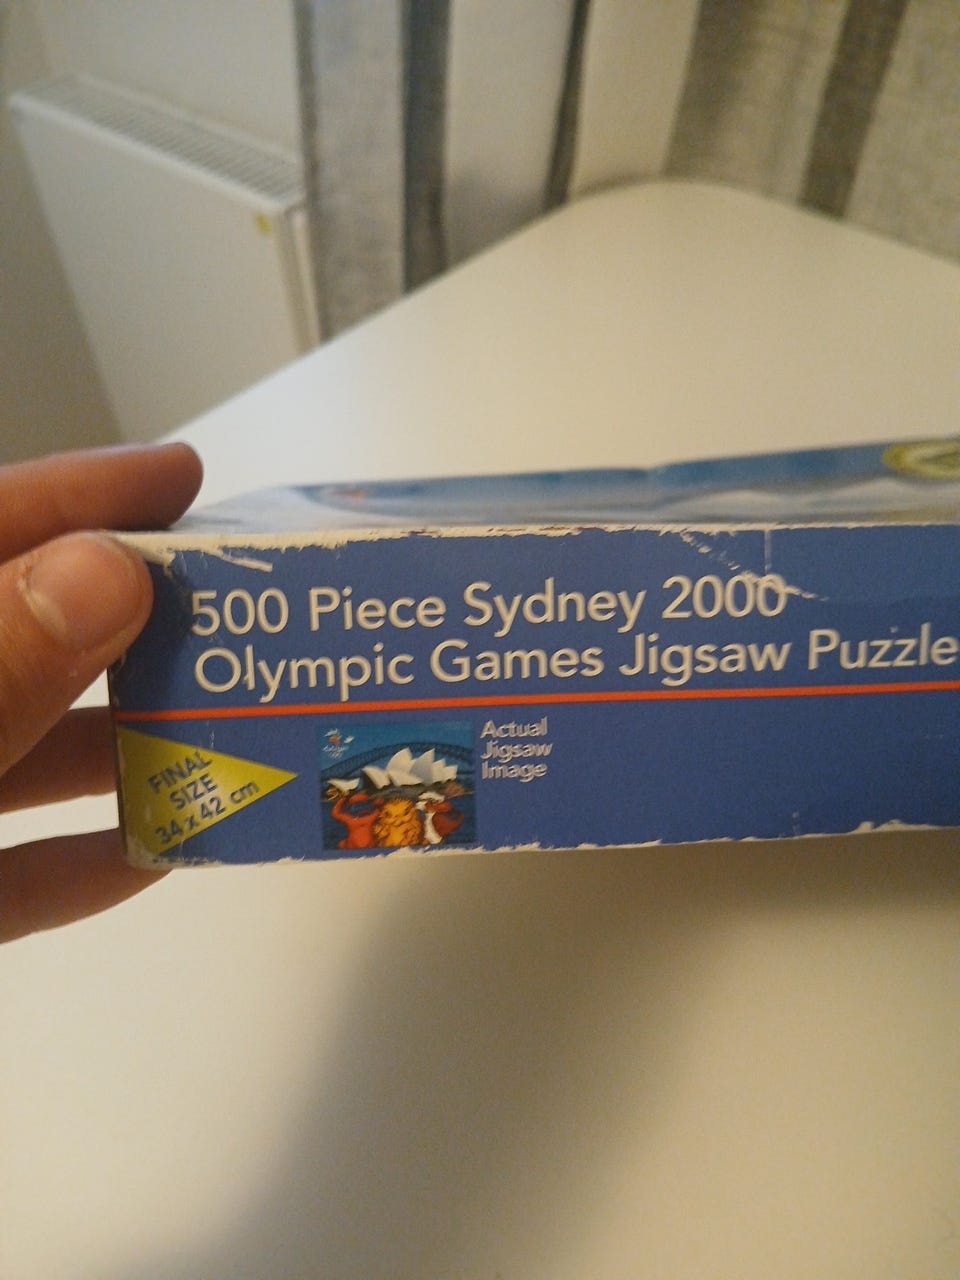 500 Piece Sydney 2000
Olympic Games Jigsaw Puzzle
Actual
Jigsaw
Image
FINAL
SIZE
34 x 42 cm